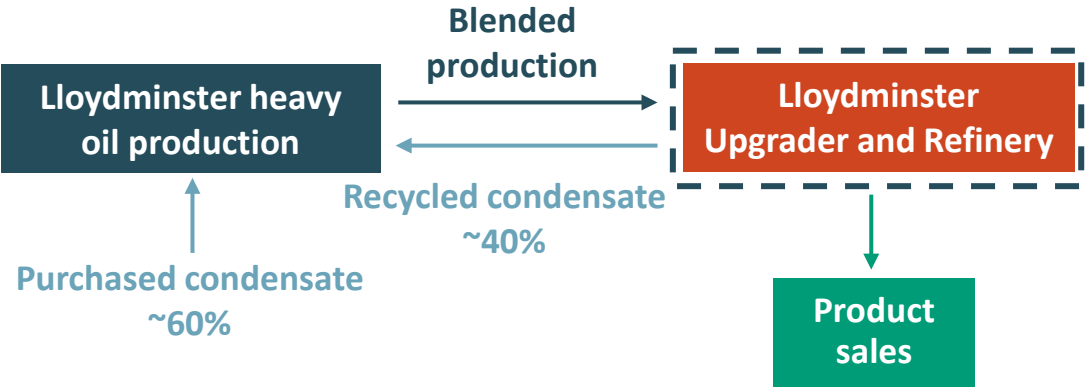 Blended
production
Lloydminster heavy
oil production
Lloydminster
Upgrader and Refinery
Recycled condensate
~40%
Purchased condensate
~60%
Product
sales